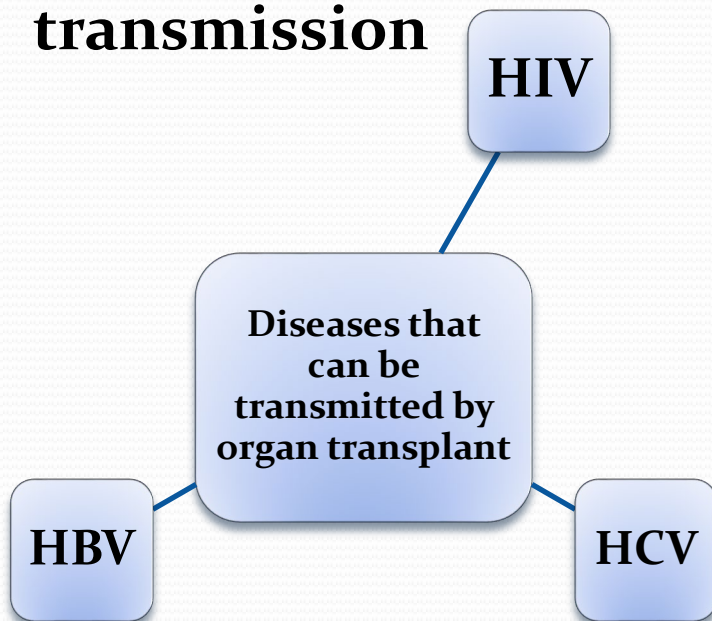 transmission
HIV
Diseases that
can be
transmitted by
organ transplant
HBV
HCV